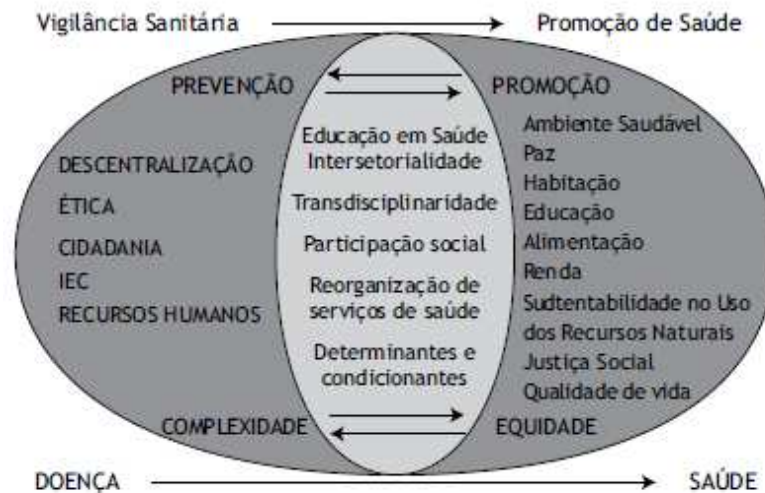 Vigilância Sanitária
Promoção de Saúde
PREVENÇÃO
DESCENTRALIZAÇÃO
ÉTICA
CIDADANIA
IEC
RECURSOS HUMANOS
COMPLEXIDADE
Educação em Saúde
Intersetorialidade
Transdisciplinaridade
Participação social
Reorganização de
serviços de saúde
Determinantes e
condicionantes
PROMOÇÃO
Ambiente Saudável
Paz
Habitação
Educação
Alimentação
Renda
Sudtentabilidade no Uso
dos Recursos Naturais
Justiça Social
Qualidade de vida
EQUIDADE
DOENÇA
SAÚDE